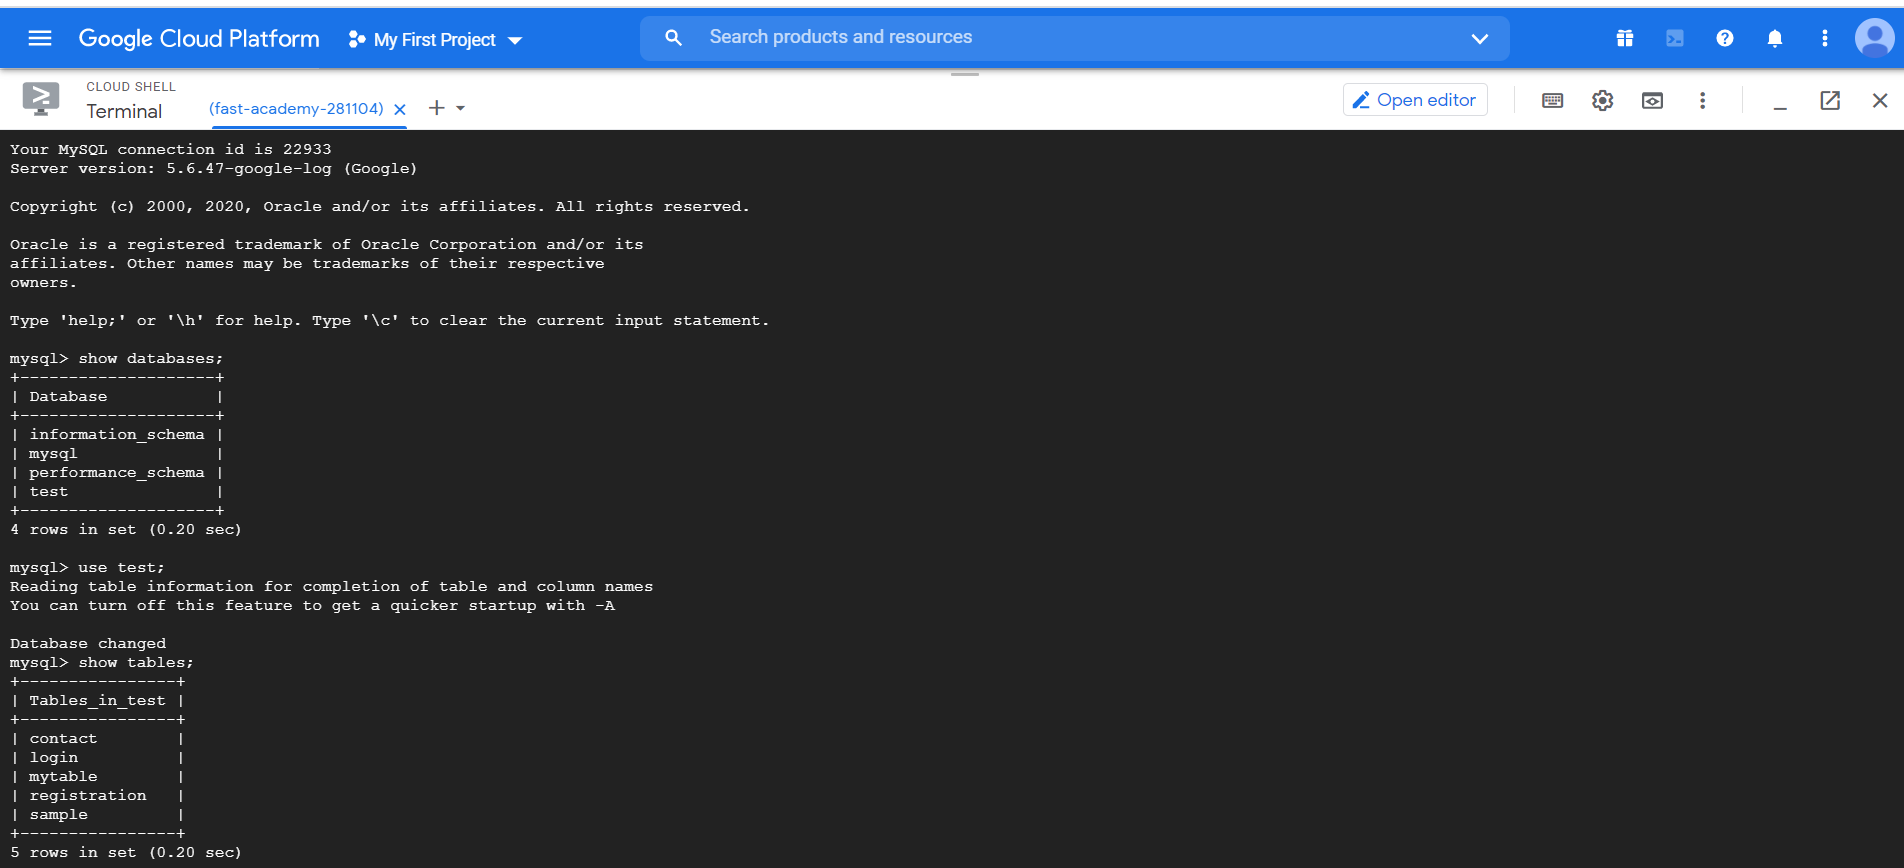 Google Cloud Platform My First Project Search products and resources
CLOUD SHELL
Terminal (fast-academy-281104) Open editor
Your MySQL connection id is 22933
Server version: 5.6.47-google-log (Google)
Copyright (c) 2000, 2020, Oracle and/or its affiliates. All rights reserved.
Oracle is a registered trademark of Oracle Corporation and/or its
affiliates. Other names may be trademarks of their respective
owners.
Type 'help;' or '\h' for help. Type '\c' to clear the current input statement.
mysql> show databases;
+--------------------+
| Database           |
+--------------------+
| information_schema |
| mysql              |
| performance_schema |
| test               |
+--------------------+
4 rows in set (0.20 sec)
mysql> use test;
Reading table information for completion of table and column names
You can turn off this feature to get a quicker startup with -A
Database changed
mysql> show tables;
+----------------+
| Tables_in_test |
+----------------+
| contact        |
| login          |
| mytable        |
| registration   |
| sample         |
+----------------+
5 rows in set (0.20 sec)